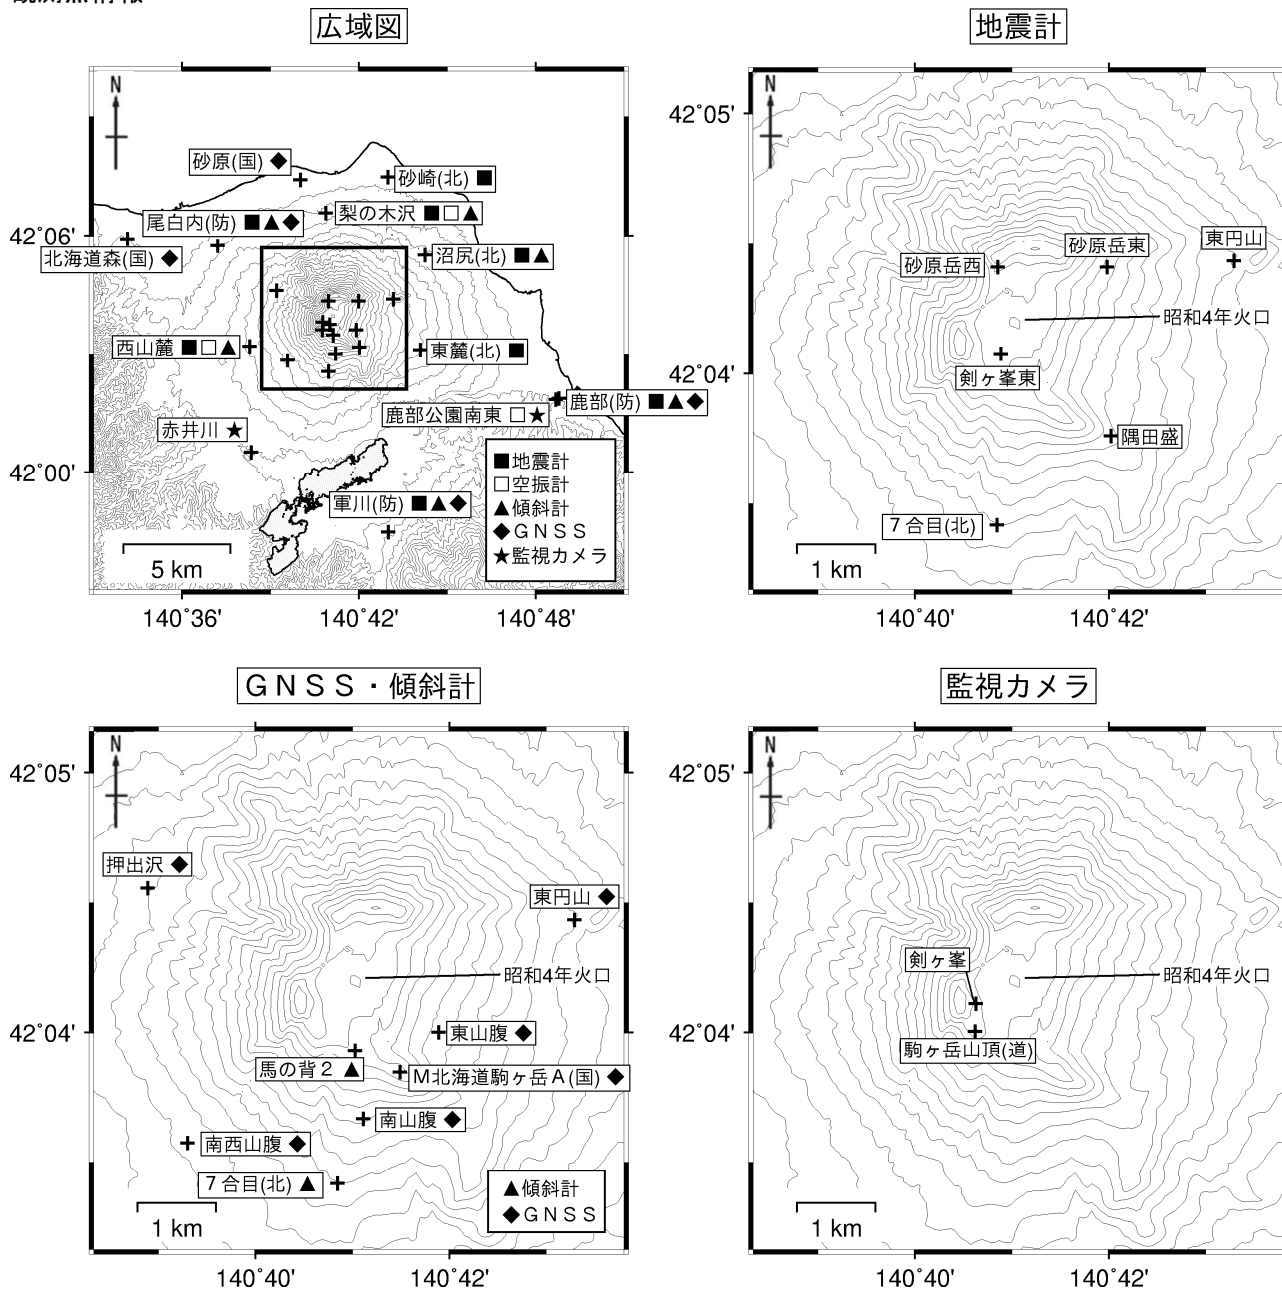 広域図
N
砂原(国) ◆
砂崎(北) ■
尾白内(防) ■▲◆
梨の木沢 ■□▲
42˚06'
北海道森(国) ◆
沼尻(北) ■▲
西山麓 ■□▲
東麓(北) ■
鹿部(防) ■▲◆
鹿部公園南東 □★
赤井川 ★
42˚00'
軍川(防) ■▲◆
■地震計
□空振計
▲傾斜計
◆GNSS
★監視カメラ
5 km
140˚36'
140˚42'
140˚48'
地震計
N
42˚05'
東円山
砂原岳東
砂原岳西
昭和4年火口
42˚04'
剣ヶ峯東
隅田盛
7合目(北)
1 km
140˚40'
140˚42'
GNSS・傾斜計
N
42˚05'
押出沢 ◆
東円山 ◆
昭和4年火口
42˚04'
東山腹 ◆
馬の背2 ▲
M北海道駒ヶ岳A(国) ◆
南山腹 ◆
南西山腹 ◆
7合目(北) ▲
▲傾斜計
◆GNSS
1 km
140˚40'
140˚42'
監視カメラ
N
42˚05'
剣ヶ峯
昭和4年火口
42˚04'
駒ヶ岳山頂(道)
1 km
140˚40'
140˚42'